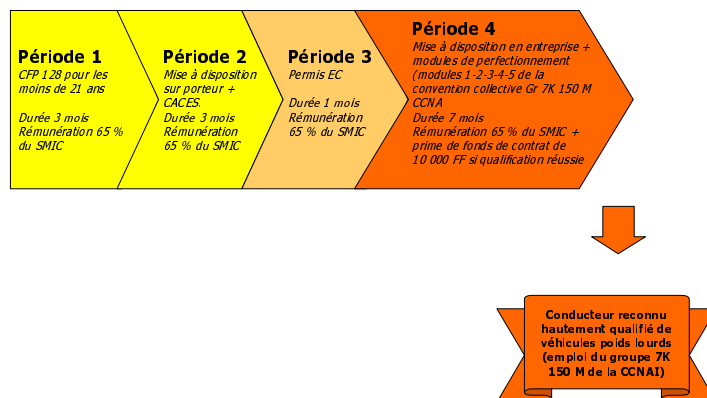 Période 1
CFP 128 pour les
moins de 21 ans
Durée 3 mois
Rémunération 65 %
du SMIC
Période 2
Mise à disposition
sur porteur +
CACES.
Durée 3 mois
Rémunération
65 % du SMIC
Période 3
Permis EC
Durée 1 mois
Rémunération
65 % du SMIC
Période 4
Mise à disposition en entreprise +
modules de perfectionnement
(modules 1-2-3-4-5 de la
convention collective Gr 7K 150 M
CCNA
Durée 7 mois
Rémunération 65 % du SMIC +
prime de fonds de contrat de
10 000 FF si qualification réussie
Conducteur reconnu
hautement qualifié de
véhicules poids lourds
(emploi du groupe 7K
150 M de la CCNAI)